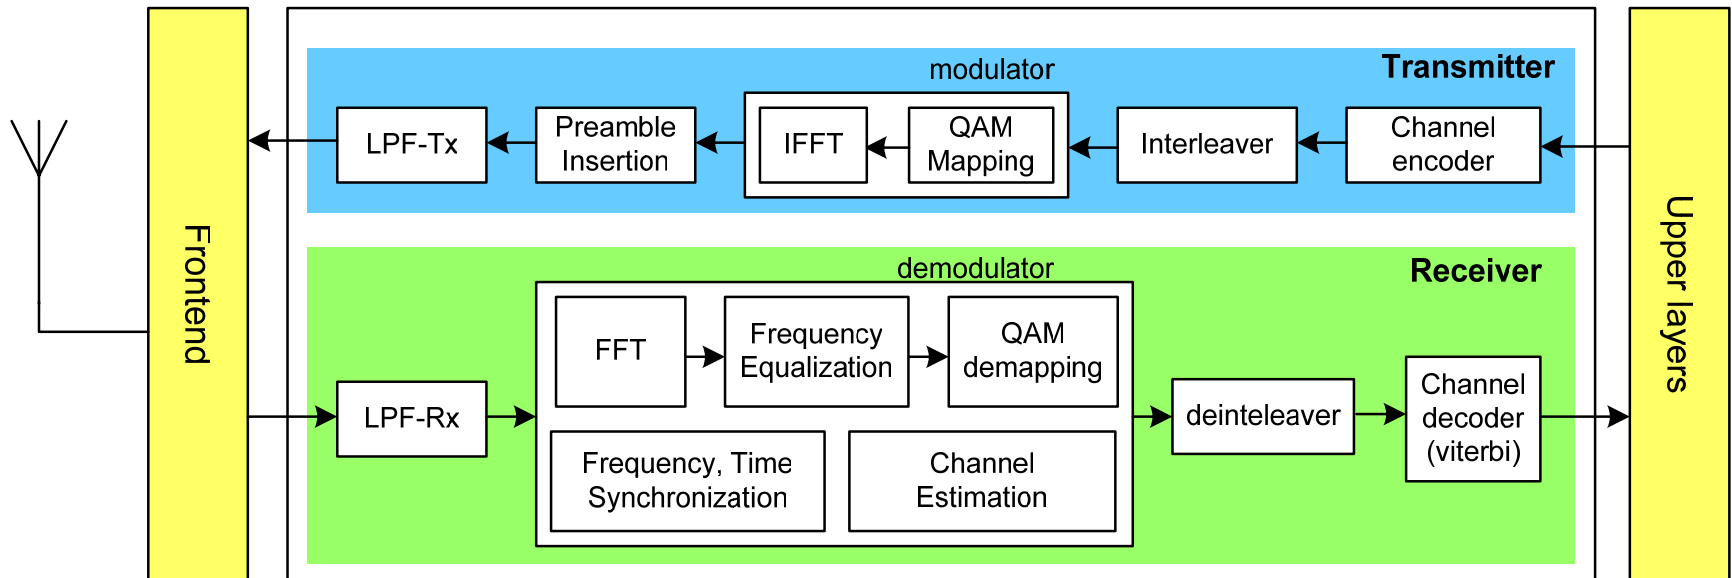 Frontend
modulator
Transmitter
LPF-Tx
Preamble
Insertion
IFFT
QAM
Mapping
Interleaver
Channel
encoder
demodulator
Receiver
LPF-Rx
FFT
Frequency
Equalization
QAM
demapping
Frequency, Time
Synchronization
Channel
Estimation
deinteleaver
Channel
decoder
(viterbi)
Upper layers